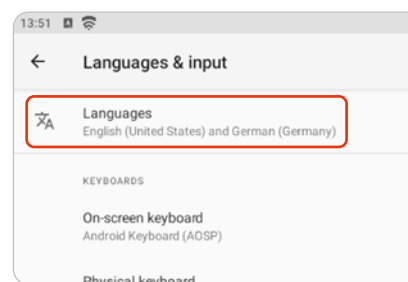 13:51
Languages & input
Languages
English (United States) and German (Germany)
KEYBOARDS
On-screen keyboard
Android Keyboard (AOSP)
Physical keyboard